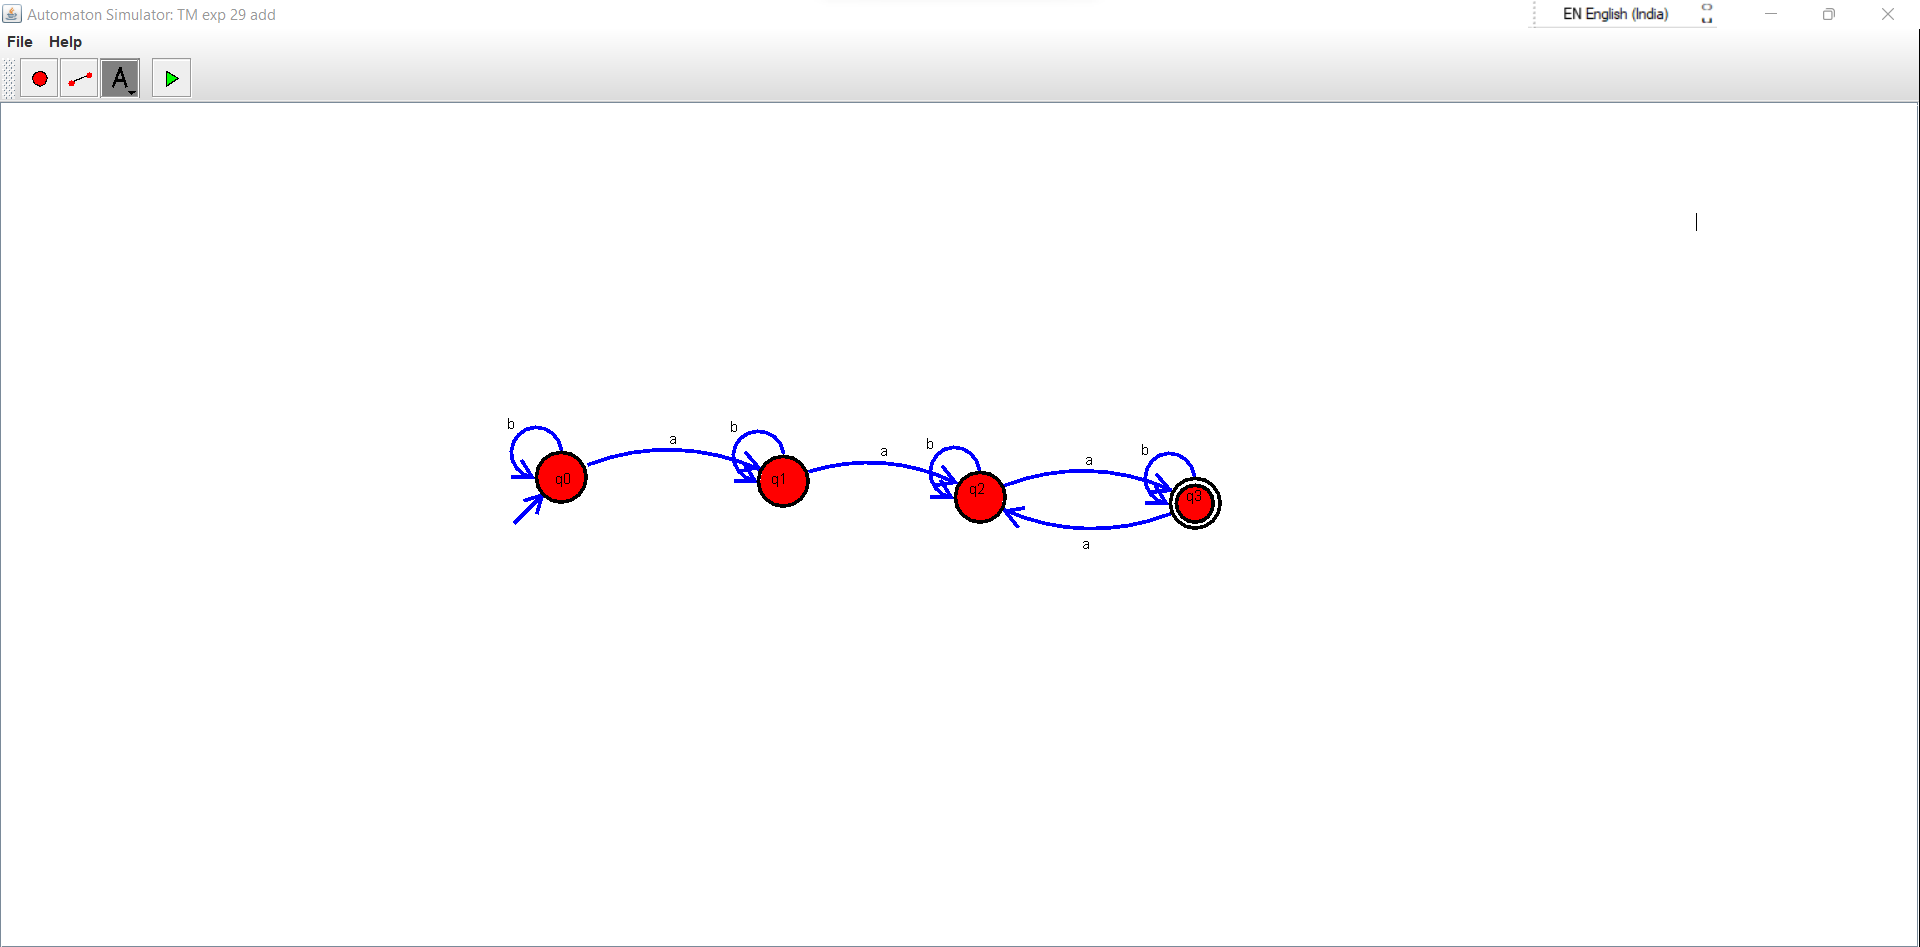 Automaton Simulator: TM exp 29 add
EN English (India)
File Help
A
b
a
b
a
b
a
b
q0
q1
q2
q3
a